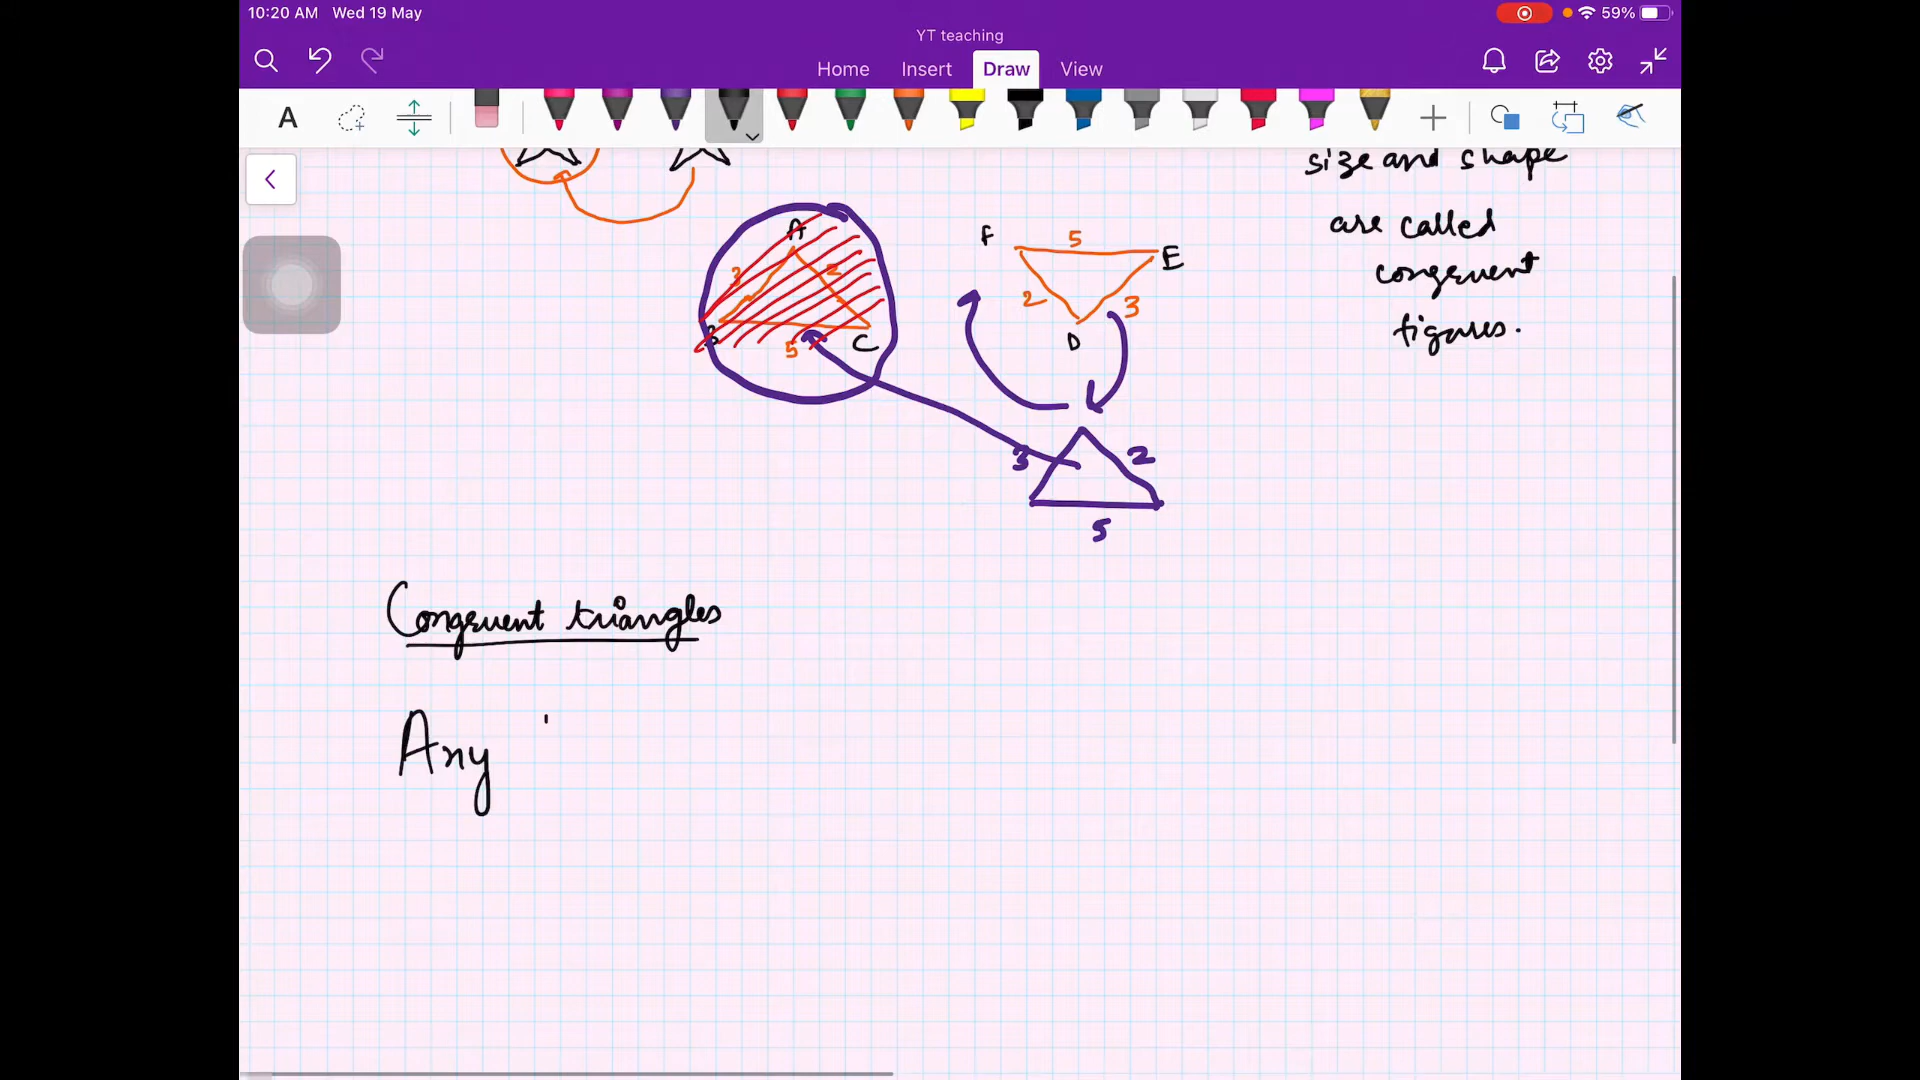 10:20 AM Wed 19 May
59%
YT teaching
Home Insert Draw View
A
size and shape
are called
congruent
figures.
A
3 2
B 5 C
F 5 E
2 3
D
3 2
5
Congruent triangles
Any